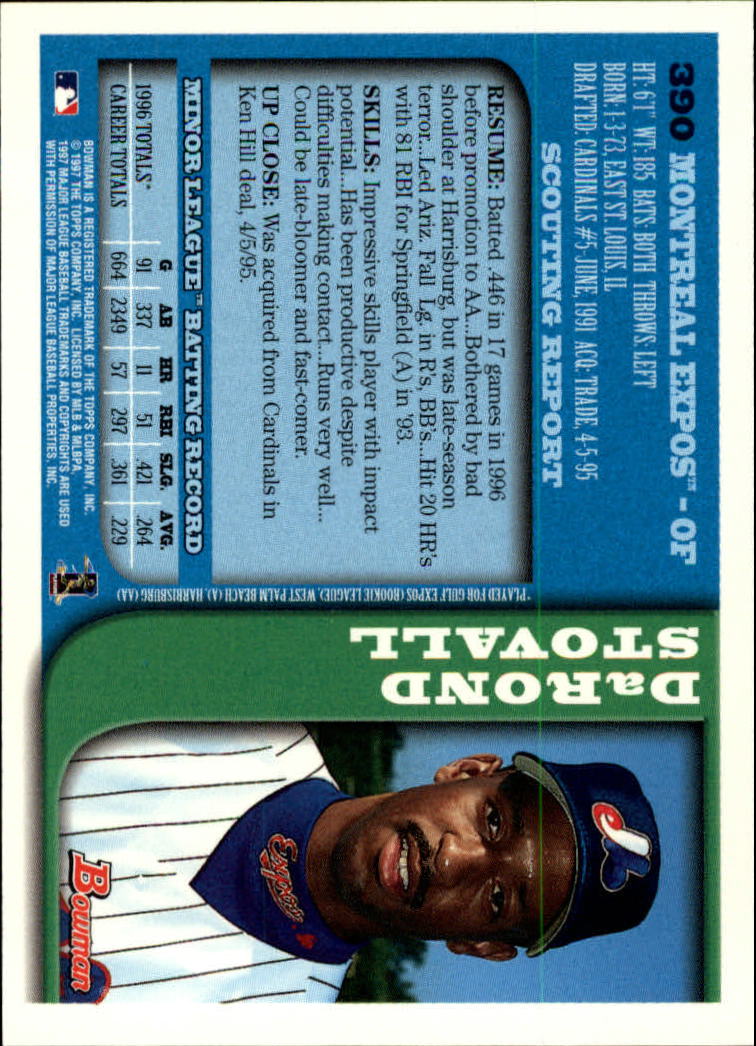 390 MONTREAL EXPOS™ - OF
HT: 6'1" WT: 185 BATS: BOTH THROWS: LEFT
BORN: 1-3-73, EAST ST. LOUIS, IL
DRAFTED: CARDINALS #5-JUNE, 1991 ACQ: TRADE, 4-5-95
SCOUTING REPORT
RESUME: Batted .446 in 17 games in 1996
before promotion to AA...Bothered by bad
shoulder at Harrisburg, but was late-season
terror...Led Ariz. Fall Lg. in R's, BB's...Hit 20 HR's
with 81 RBI for Springfield (A) in '93.
SKILLS: Impressive skills player with impact
potential...Has been productive despite
difficulties making contact...Runs very well...
Could be late-bloomer and fast-comer.
UP CLOSE: Was acquired from Cardinals in
Ken Hill deal, 4/5/95.
MINOR LEAGUE™ BATTING RECORD
G AB HR RBI SLG. AVG.
1996 TOTALS* 91 337 11 51 .421 .264
CAREER TOTALS 664 2349 57 297 .361 .229
*PLAYED FOR GULF EXPOS (ROOKIE LEAGUE), WEST PALM BEACH (A), HARRISBURG (AA)
BOWMAN IS A REGISTERED TRADEMARK OF THE TOPPS COMPANY, INC.
© 1997 THE TOPPS COMPANY, INC. LICENSED BY MLB & MLBPA.
1997 MAJOR LEAGUE BASEBALL TRADEMARKS AND COPYRIGHTS ARE USED
WITH PERMISSION OF MAJOR LEAGUE BASEBALL PROPERTIES, INC.
DaROND
STOVALL
Expos
Bowman